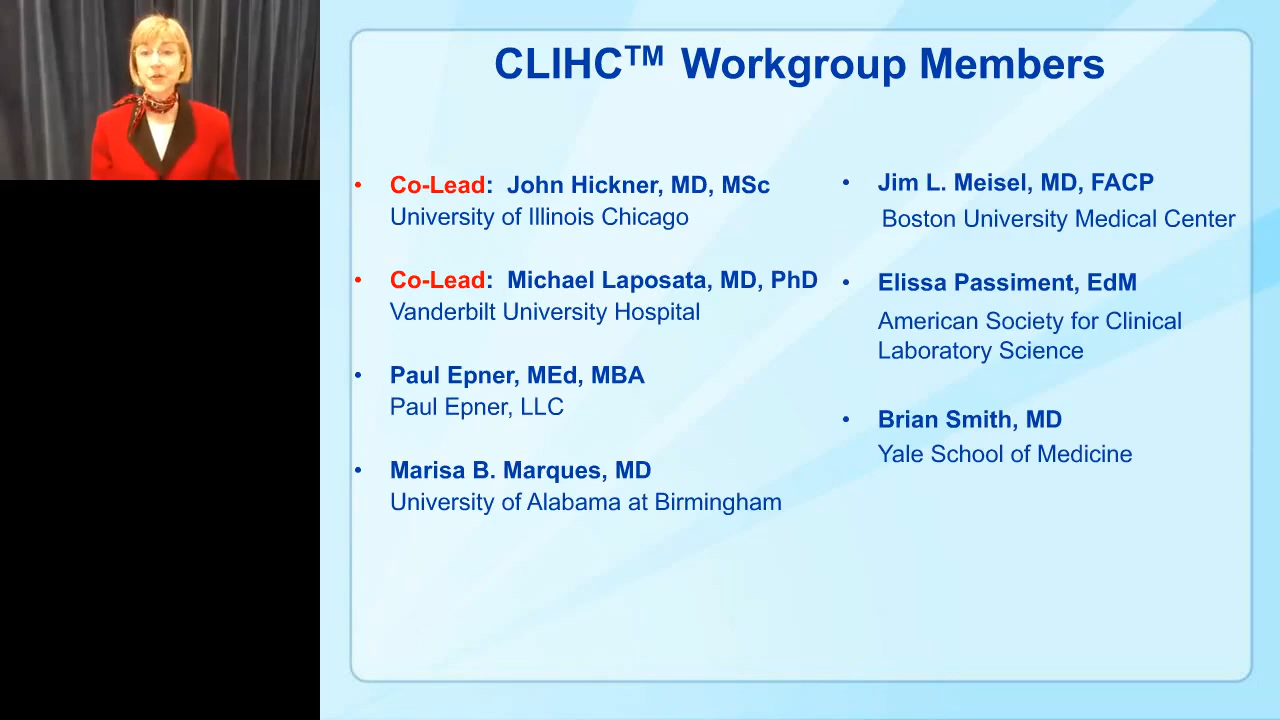 CLIHC™ Workgroup Members
• Co-Lead: John Hickner, MD, MSc
University of Illinois Chicago
• Co-Lead: Michael Laposata, MD, PhD
Vanderbilt University Hospital
• Paul Epner, MEd, MBA
Paul Epner, LLC
• Marisa B. Marques, MD
University of Alabama at Birmingham
• Jim L. Meisel, MD, FACP
Boston University Medical Center
• Elissa Passiment, EdM
American Society for Clinical
Laboratory Science
• Brian Smith, MD
Yale School of Medicine